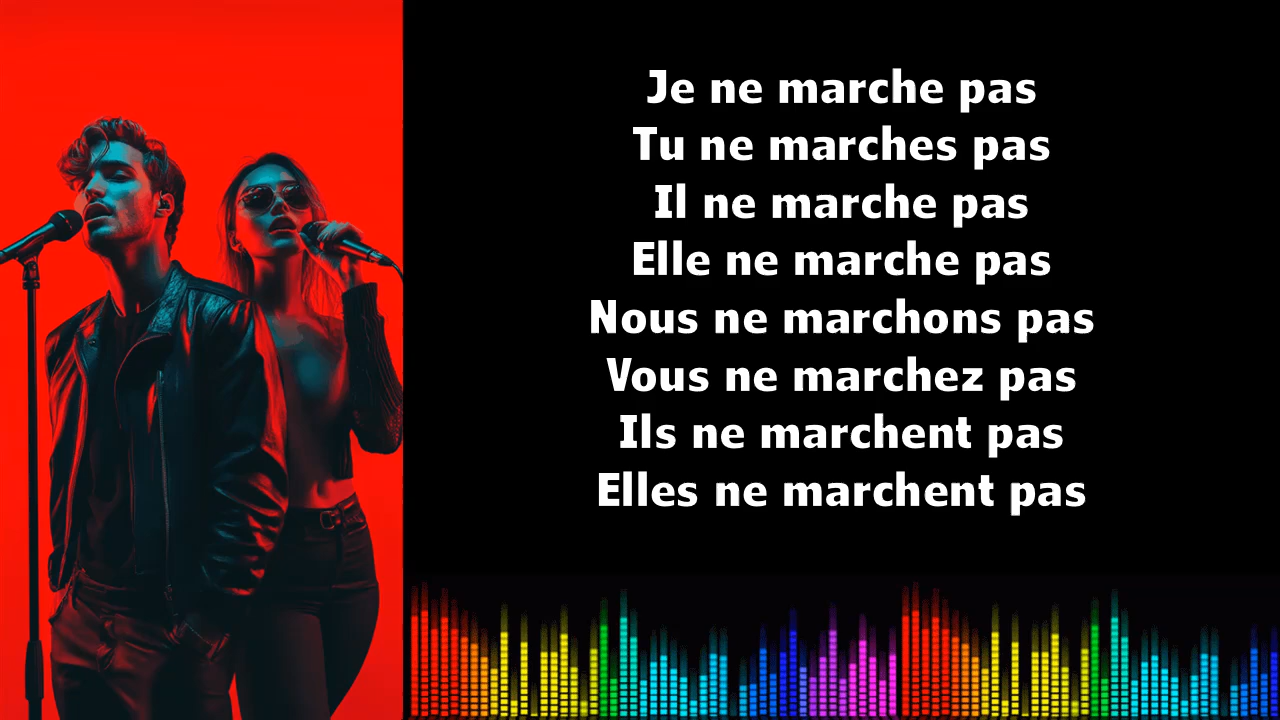 Je ne marche pas
Tu ne marches pas
Il ne marche pas
Elle ne marche pas
Nous ne marchons pas
Vous ne marchez pas
Ils ne marchent pas
Elles ne marchent pas